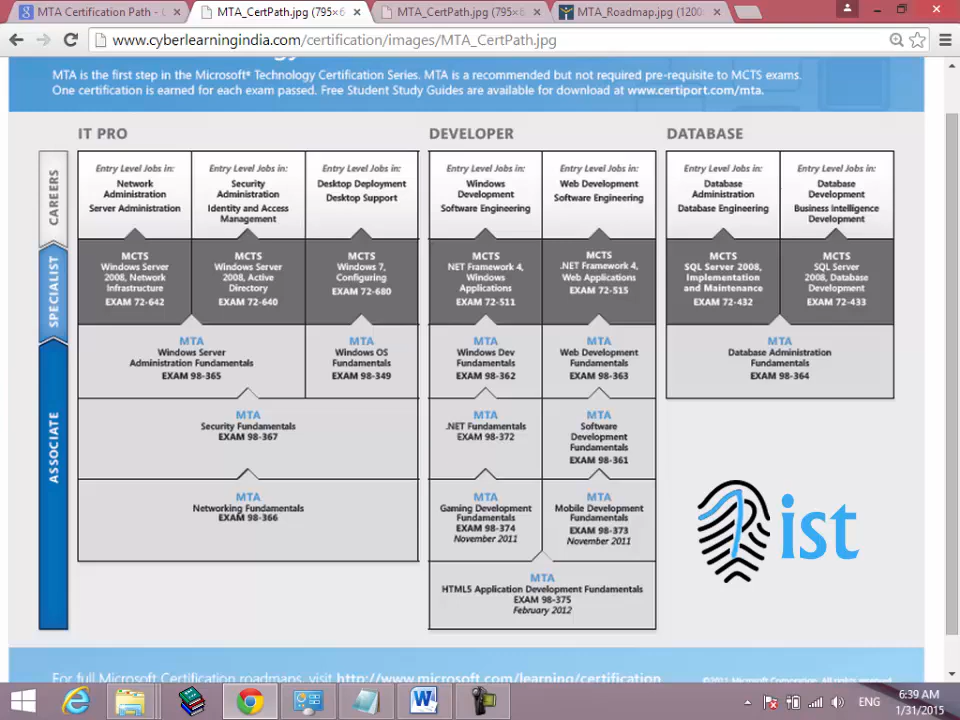 MTA Certification Path - G
MTA_CertPath.jpg (795×6
MTA_CertPath.jpg (795×6
MTA_Roadmap.jpg (1200×
www.cyberlearningindia.com/certification/images/MTA_CertPath.jpg
MTA is the first step in the Microsoft® Technology Certification Series. MTA is a recommended but not required pre-requisite to MCTS exams.
One certification is earned for each exam passed. Free Student Study Guides are available for download at www.certiport.com/mta.
IT PRO
DEVELOPER
DATABASE
CAREERS
Entry Level Jobs in:
Network
Administration
Server Administration
Entry Level Jobs in:
Security
Administration
Identity and Access
Management
Entry Level Jobs in:
Desktop Deployment
Desktop Support
Entry Level Jobs in:
Windows
Development
Software Engineering
Entry Level Jobs in:
Web Development
Software Engineering
Entry Level Jobs in:
Database
Administration
Database Engineering
Entry Level Jobs in:
Database
Development
Business Intelligence
Development
SPECIALIST
MCTS
Windows Server
2008, Network
Infrastructure
EXAM 72-642
MCTS
Windows Server
2008, Active
Directory
EXAM 72-640
MCTS
Windows 7,
Configuring
EXAM 72-680
MCTS
NET Framework 4,
Windows
Applications
EXAM 72-511
MCTS
.NET Framework 4,
Web Applications
EXAM 72-515
MCTS
SQL Server 2008,
Implementation
and Maintenance
EXAM 72-432
MCTS
SQL Server
2008, Database
Development
EXAM 72-433
ASSOCIATE
MTA
Windows Server
Administration Fundamentals
EXAM 98-365
MTA
Windows OS
Fundamentals
EXAM 98-349
MTA
Windows Dev
Fundamentals
EXAM 98-362
MTA
Web Development
Fundamentals
EXAM 98-363
MTA
Database Administration
Fundamentals
EXAM 98-364
MTA
Security Fundamentals
EXAM 98-367
MTA
.NET Fundamentals
EXAM 98-372
MTA
Software
Development
Fundamentals
EXAM 98-361
MTA
Networking Fundamentals
EXAM 98-366
MTA
Gaming Development
Fundamentals
EXAM 98-374
November 2011
MTA
Mobile Development
Fundamentals
EXAM 98-373
November 2011
MTA
HTML5 Application Development Fundamentals
EXAM 98-375
February 2012
ist
For full Microsoft Certification roadmaps, visit http://www.microsoft.com/learning/certification
ENG
6:39 AM
1/31/2015